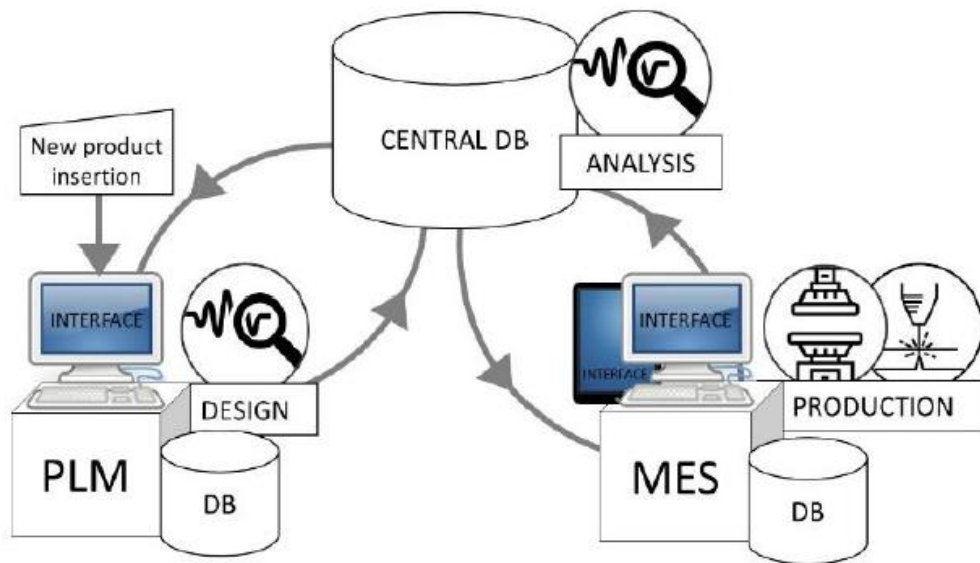 CENTRAL DB
ANALYSIS
New product
insertion
INTERFACE
DESIGN
PLM
DB
INTERFACE
INTERFACE
PRODUCTION
MES
DB